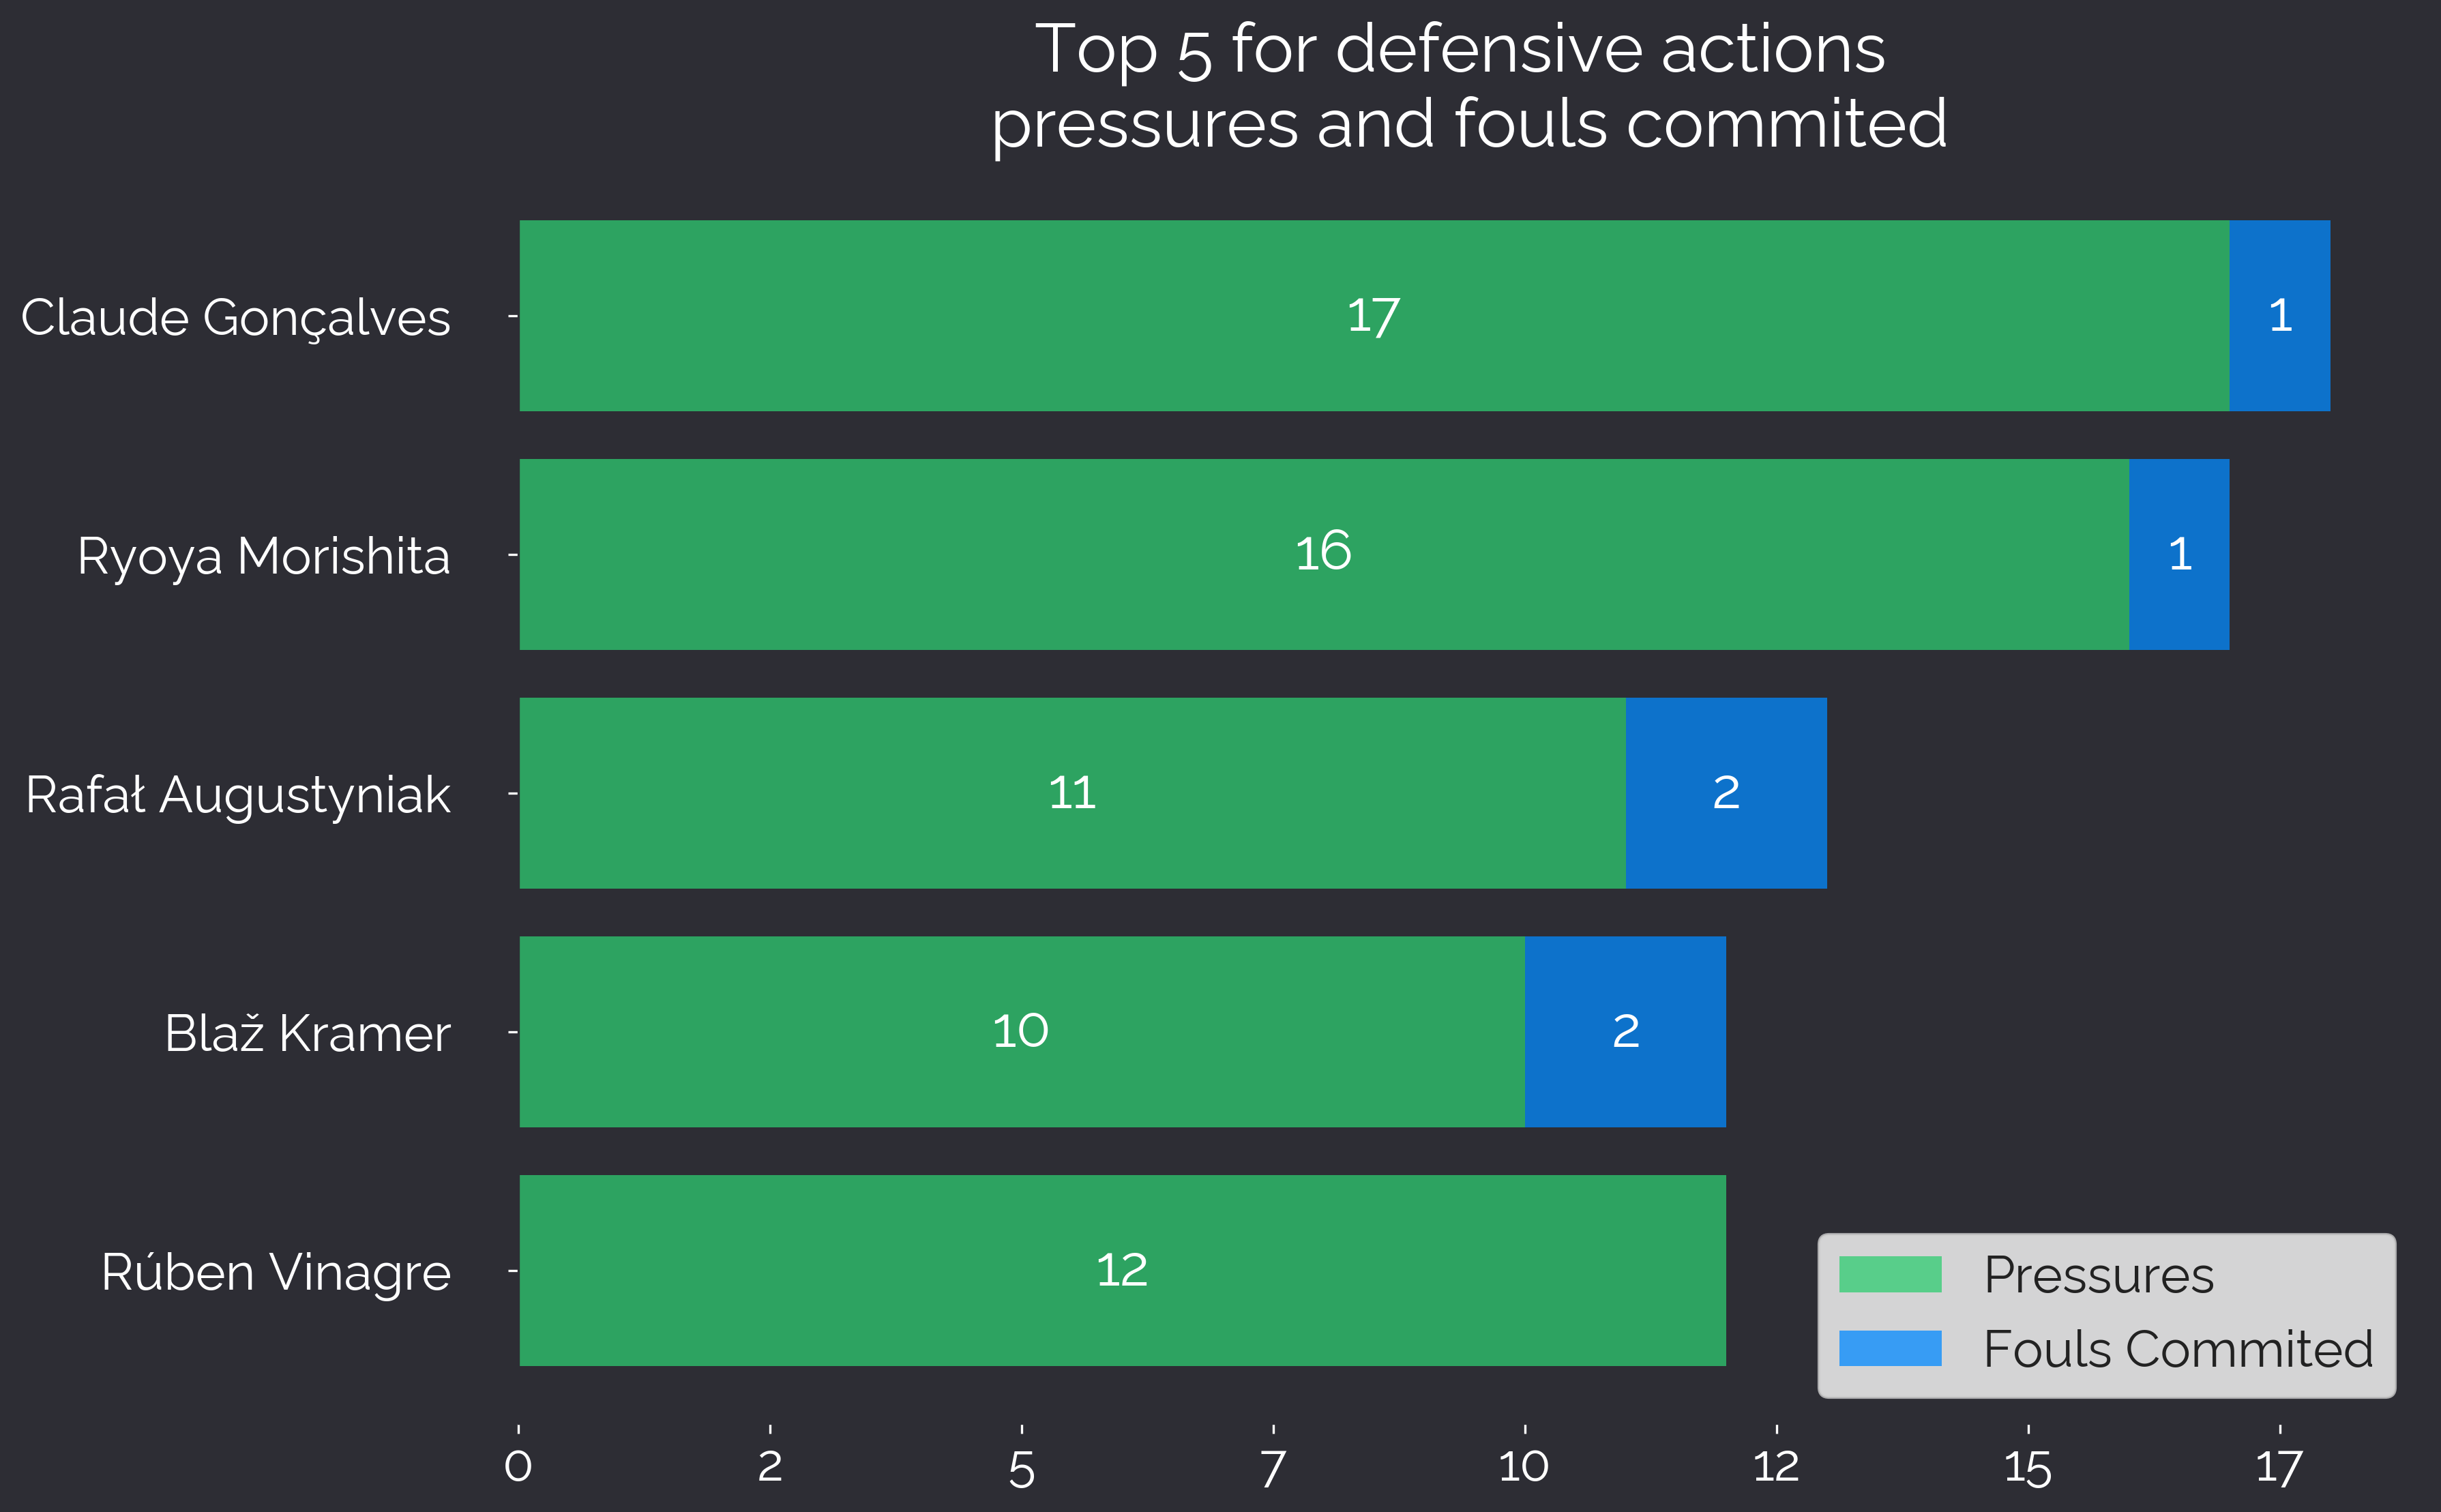 Top 5 for defensive actions
pressures and fouls commited
Claude Gonçalves
17
1
Ryoya Morishita
16
1
Rafał Augustyniak
11
2
Blaž Kramer
10
2
Rúben Vinagre
12
Pressures
Fouls Commited
0 2 5 7 10 12 15 17